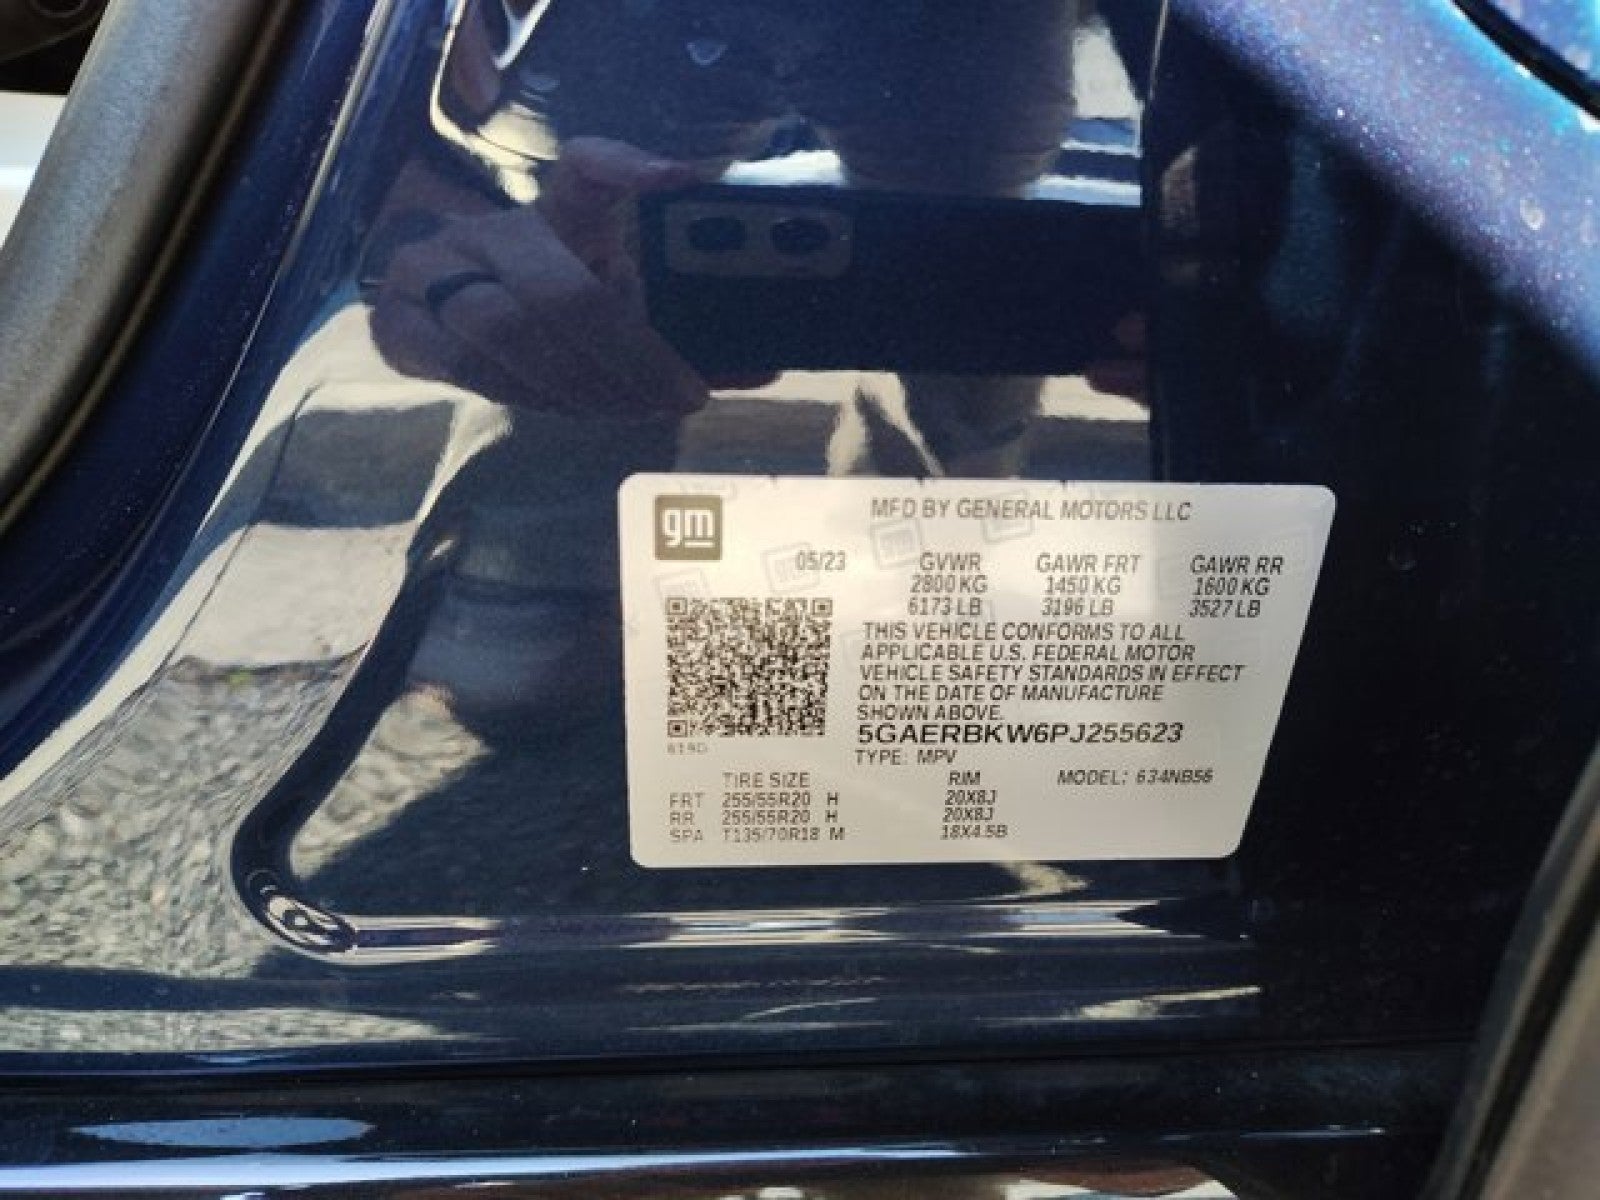 gm
MFD BY GENERAL MOTORS LLC
05/23 GVWR GAWR FRT GAWR RR
2800 KG 1450 KG 1600 KG
6173 LB 3196 LB 3527 LB
THIS VEHICLE CONFORMS TO ALL
APPLICABLE U.S. FEDERAL MOTOR
VEHICLE SAFETY STANDARDS IN EFFECT
ON THE DATE OF MANUFACTURE
SHOWN ABOVE.
5GAERBKW6PJ255623
TYPE: MPV
TIRE SIZE RIM MODEL: 634NB56
FRT 255/55R20 H 20X8J
RR 255/55R20 H 20X8J
SPA T135/70R18 M 18X4.5B